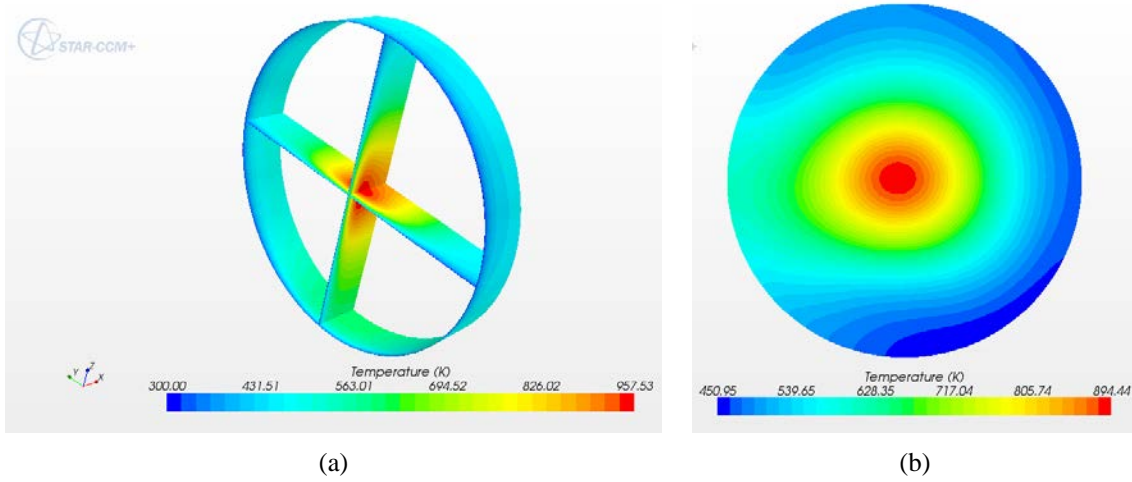 STAR-CCM+
Y Z X
Temperature (K)
300.00 431.51 563.01 694.52 826.02 957.53
(a)
Temperature (K)
450.95 539.65 628.35 717.04 805.74 894.44
(b)